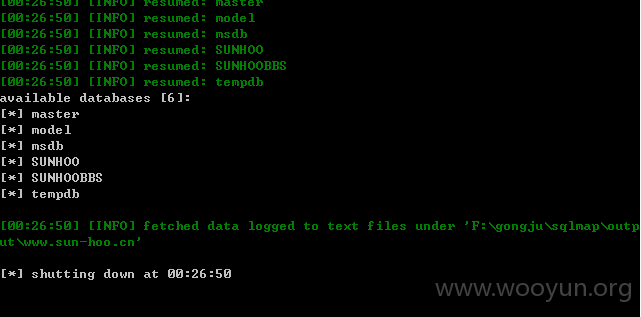 [00:26:50] [INFO] resumed: master
[00:26:50] [INFO] resumed: model
[00:26:50] [INFO] resumed: msdb
[00:26:50] [INFO] resumed: SUNHOO
[00:26:50] [INFO] resumed: SUNHOOBBS
[00:26:50] [INFO] resumed: tempdb
available databases [6]:
[*] master
[*] model
[*] msdb
[*] SUNHOO
[*] SUNHOOBBS
[*] tempdb
[00:26:50] [INFO] fetched data logged to text files under 'F:\gongju\sqlmap\outp
ut\www.sun-hoo.cn'
[*] shutting down at 00:26:50
www.wooyun.org